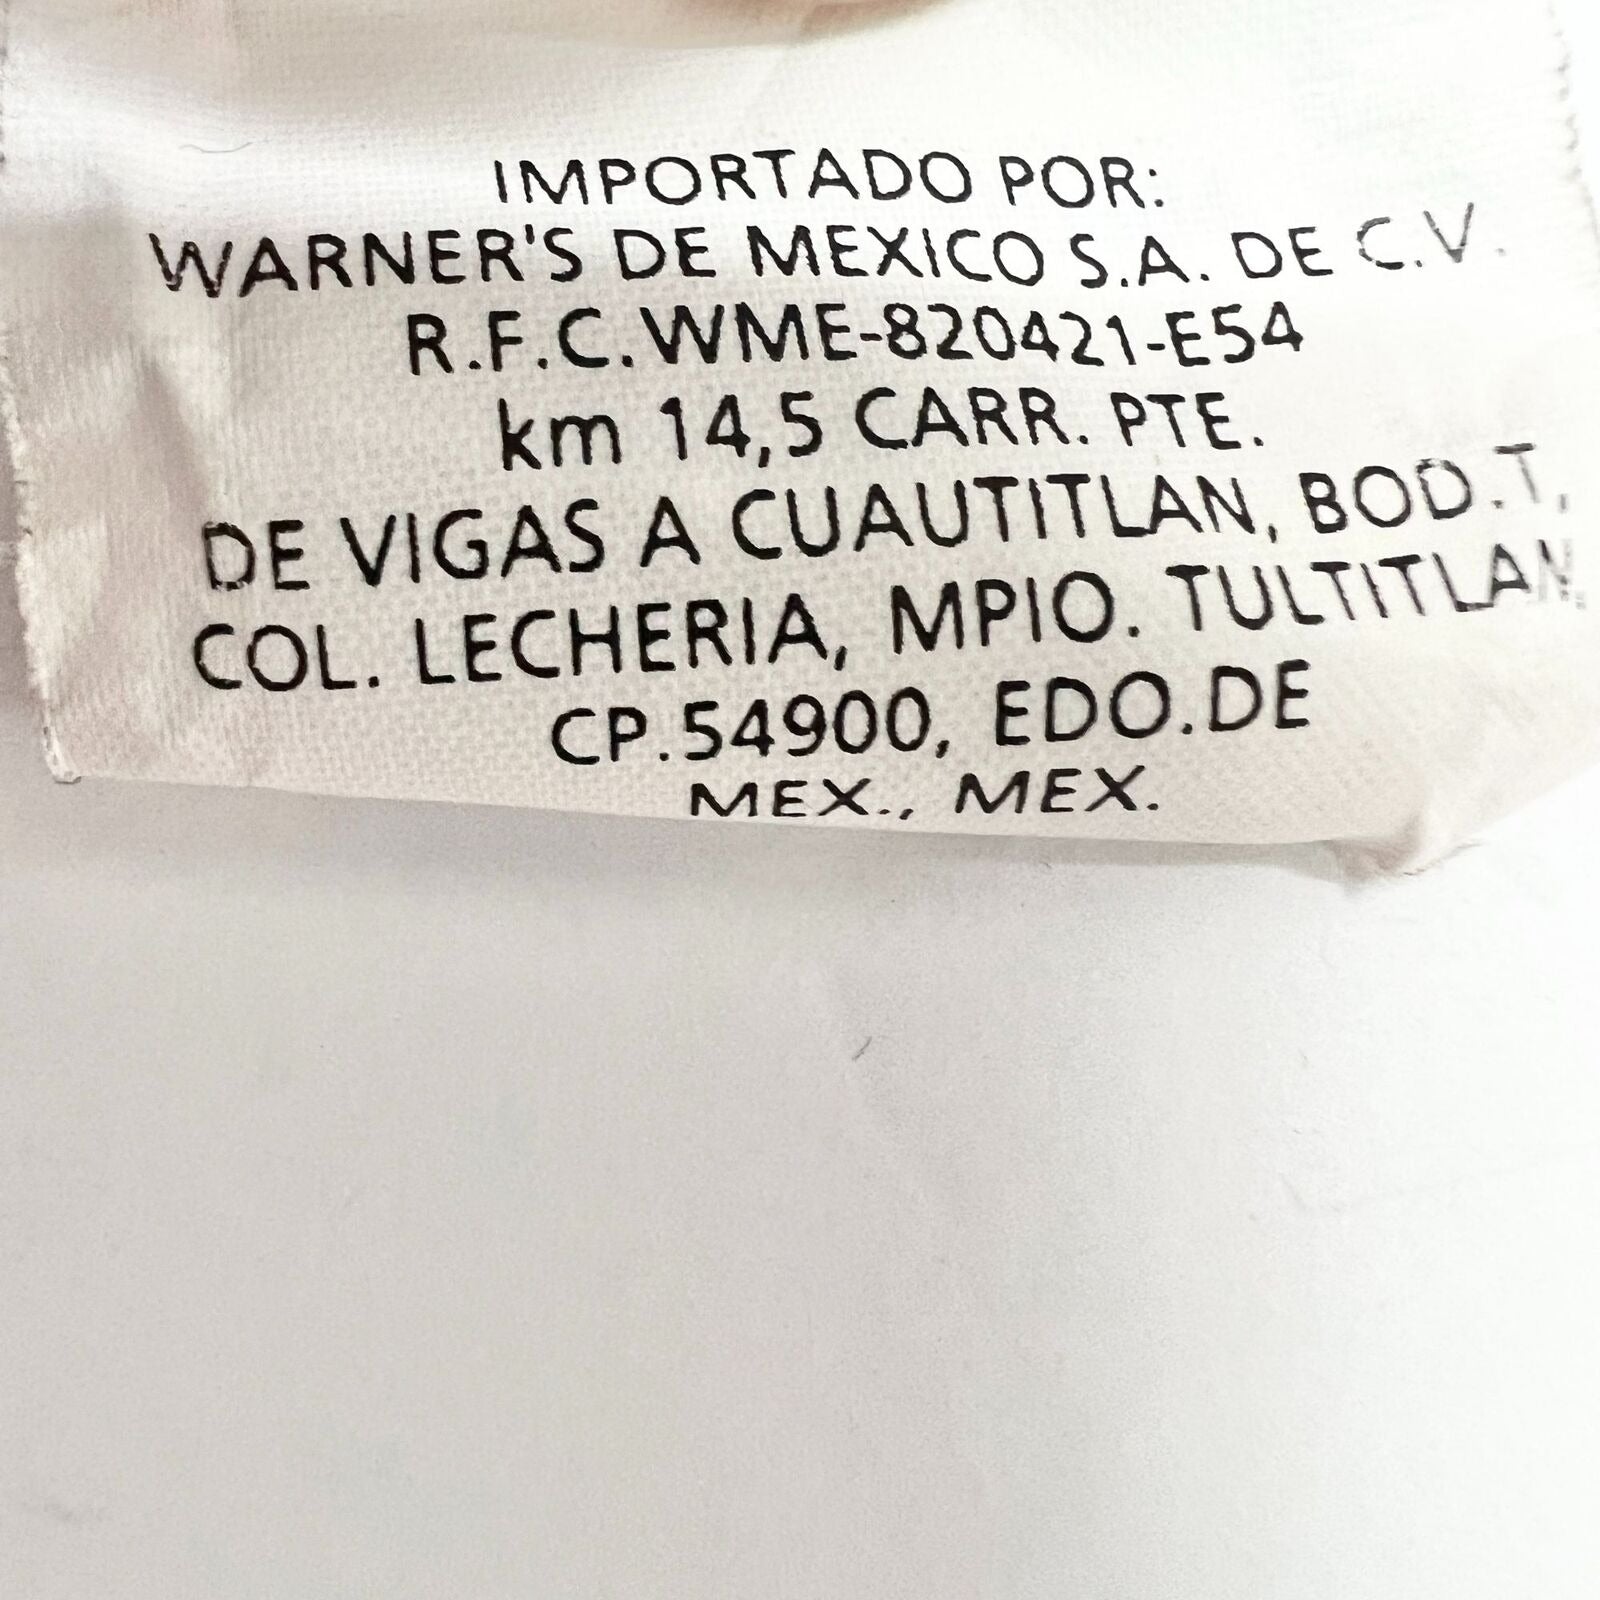 IMPORTADO POR:
WARNER'S DE MEXICO S.A. DE C.V.
R.F.C.WME-820421-E54
km 14,5 CARR. PTE.
DE VIGAS A CUAUTITLAN, BOD.T,
COL. LECHERIA, MPIO. TULTITLAN,
CP.54900, EDO.DE
MEX., MEX.